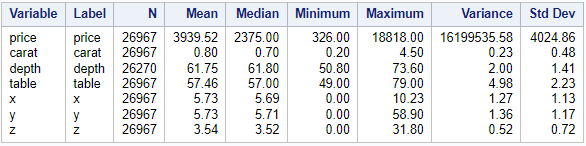 Variable Label N Mean Median Minimum Maximum Variance Std Dev
price price 26967 3939.52 2375.00 326.00 18818.00 16199535.58 4024.86
carat carat 26967 0.80 0.70 0.20 4.50 0.23 0.48
depth depth 26270 61.75 61.80 50.80 73.60 2.00 1.41
table table 26967 57.46 57.00 49.00 79.00 4.98 2.23
x x 26967 5.73 5.69 0.00 10.23 1.27 1.13
y y 26967 5.73 5.71 0.00 58.90 1.36 1.17
z z 26967 3.54 3.52 0.00 31.80 0.52 0.72